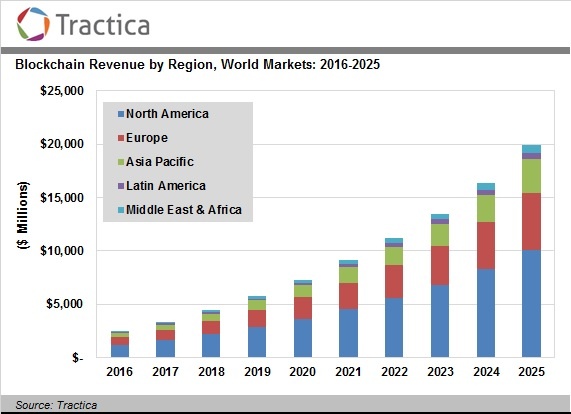 Tractica
Blockchain Revenue by Region, World Markets: 2016-2025
$25,000
$20,000
$15,000
$10,000
$5,000
$-
($ Millions)
North America
Europe
Asia Pacific
Latin America
Middle East & Africa
2016 2017 2018 2019 2020 2021 2022 2023 2024 2025
Source: Tractica